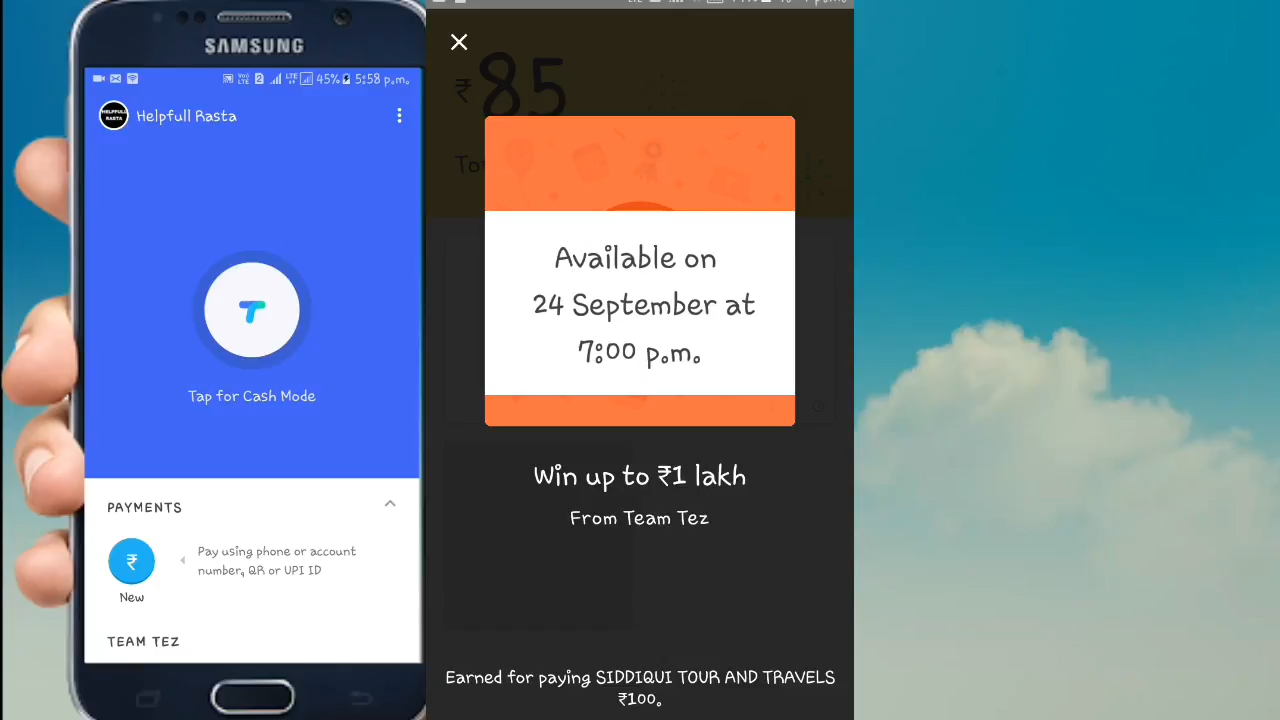 SAMSUNG
45% 5:58 p.m.
HELPFULL
RASTA
Helpfull Rasta
Tap for Cash Mode
PAYMENTS
₹
Pay using phone or account
number, QR or UPI ID
New
TEAM TEZ
₹85
Available on
24 September at
7:00 p.m.
Win up to ₹1 lakh
From Team Tez
Earned for paying SIDDIQUI TOUR AND TRAVELS
₹100.